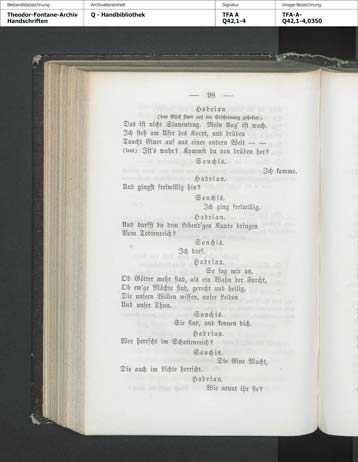 Bestandsbezeichnung Archivalieneinheit Signatur Image-Bezeichnung
Theodor-Fontane-Archiv Q - Handbibliothek TFA A TFA-A-
Handschriften Q42,1-4 Q42,1-4,0350
— 98 —
Hadrian
(den Blick starr auf die Erscheinung geheftet).
Das ist nicht Sinnentrug. Mein Aug' ist wach.
Ich steh am Ufer des Kocyt, und drüben
Taucht Einer auf aus einer andern Welt — —
(laut) Ist's wahr? Kommst du von drüben her?
Sonchis.
Ich komme.
Hadrian.
Und gingst freiwillig hin?
Sonchis.
Ich ging freiwillig.
Hadrian.
Und darfst du dem Lebend'gen Kunde bringen
Vom Todtenreich?
Sonchis.
Ich darf.
Hadrian.
So sag mir an,
Ob Götter mehr sind, als ein Wahn der Furcht,
Ob ew'ge Mächte sind, gerecht und heilig,
Die unsern Willen wissen, unser Leiden
Und unser Thun.
Sonchis.
Sie sind, und kennen dich.
Hadrian.
Wer herrscht im Schattenreich?
Sonchis.
Die Eine Macht,
Die auch im Lichte herrscht.
Hadrian.
Wie nennt ihr Se?